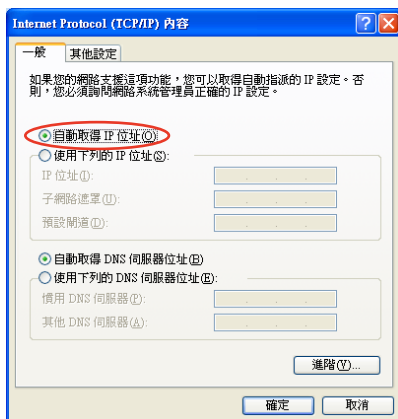 Internet Protocol (TCP/IP) 內容
一般 其他設定
如果您的網路支援這項功能，您可以取得自動指派的 IP 設定。否
則，您必須詢問網路系統管理員正確的 IP 設定。
自動取得 IP 位址(O)
使用下列的 IP 位址(S):
IP 位址(I):
子網路遮罩(U):
預設閘道(D):
自動取得 DNS 伺服器位址(B)
使用下列的 DNS 伺服器位址(E):
慣用 DNS 伺服器(P):
其他 DNS 伺服器(A):
進階(V)...
確定 取消